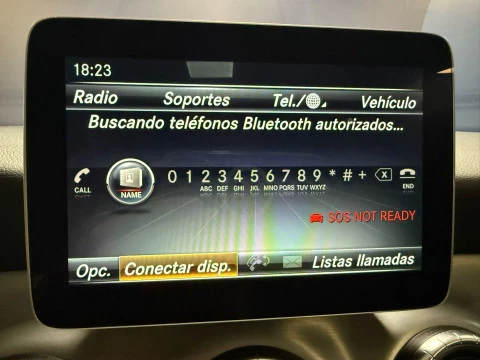 18:23
Radio Soportes Tel./ Vehículo
Buscando teléfonos Bluetooth autorizados...
0 1 2 3 4 5 6 7 8 9 * # +
CALL NAME ABC DEF GHI JKL MNO PQRS TUV WXYZ END
SOS NOT READY
Opc. Conectar disp. Listas llamadas